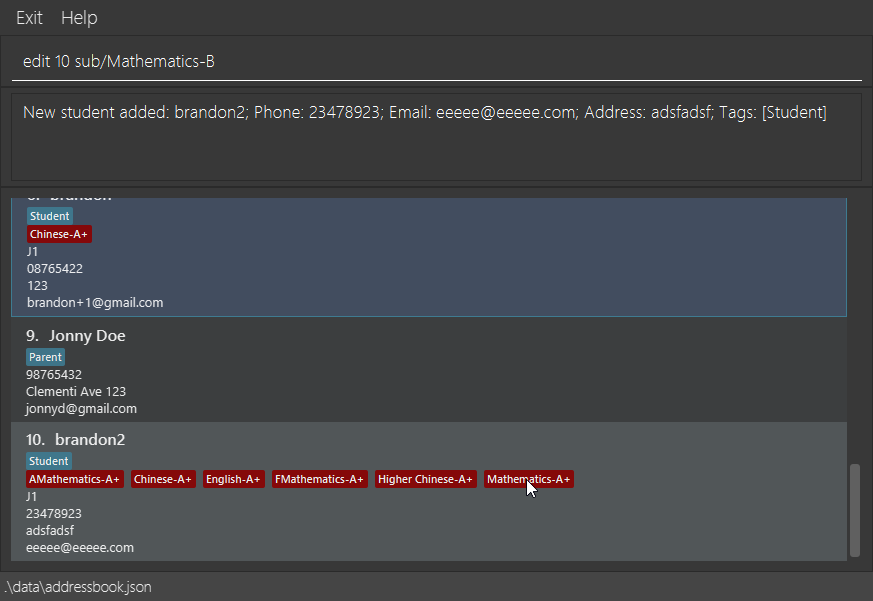 Exit Help
edit 10 sub/Mathematics-B
New student added: brandon2; Phone: 23478923; Email: eeeee@eeeee.com; Address: adsfadsf; Tags: [Student]
8. brandon
Student
Chinese-A+
J1
08765422
123
brandon+1@gmail.com
9. Jonny Doe
Parent
98765432
Clementi Ave 123
jonnyd@gmail.com
10. brandon2
Student
AMathematics-A+ Chinese-A+ English-A+ FMathematics-A+ Higher Chinese-A+ Mathematics-A+
J1
23478923
adsfadsf
eeeee@eeeee.com
.\data\addressbook.json